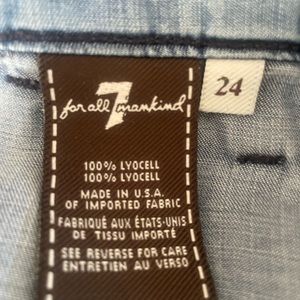 for all 7 mankind
24
100% LYOCELL
100% LYOCELL
MADE IN U.S.A.
OF IMPORTED FABRIC
FABRIQUÉ AUX ÉTATS-UNIS
DE TISSU IMPORTÉ
SEE REVERSE FOR CARE
ENTRETIEN AU VERSO